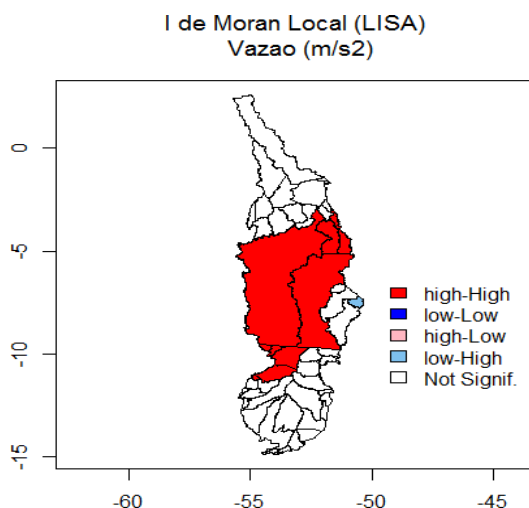 I de Moran Local (LISA)
Vazao (m/s2)
0
-5
-10
-15
high-High
low-Low
high-Low
low-High
Not Signif.
-60
-55
-50
-45